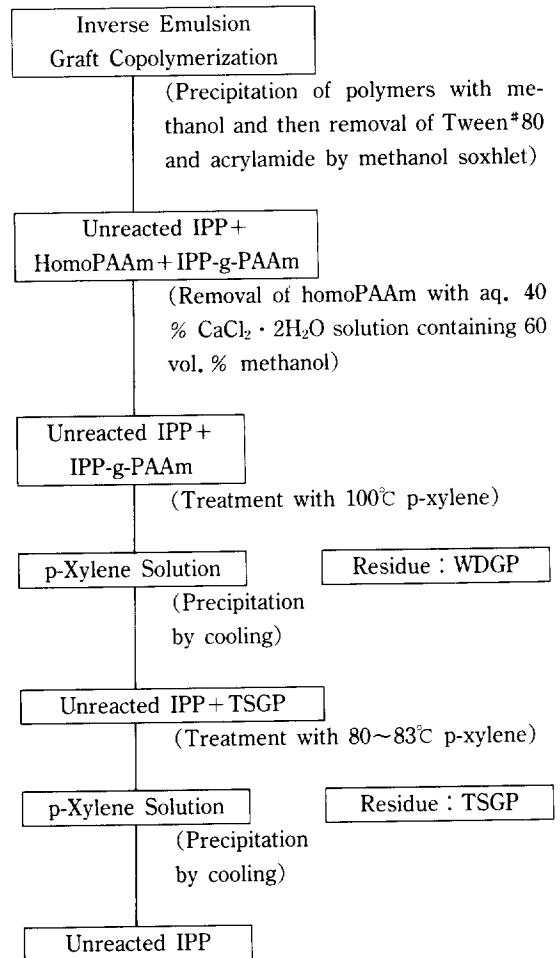 Inverse Emulsion
Graft Copolymerization
(Precipitation of polymers with me-
thanol and then removal of Tween#80
and acrylamide by methanol soxhlet)
Unreacted IPP+
HomoPAAm+IPP-g-PAAm
(Removal of homoPAAm with aq. 40
% CaCl₂・2H₂O solution containing 60
vol. % methanol)
Unreacted IPP+
IPP-g-PAAm
(Treatment with 100℃ p-xylene)
p-Xylene Solution
Residue : WDGP
(Precipitation
by cooling)
Unreacted IPP+TSGP
(Treatment with 80~83℃ p-xylene)
p-Xylene Solution
Residue : TSGP
(Precipitation
by cooling)
Unreacted IPP